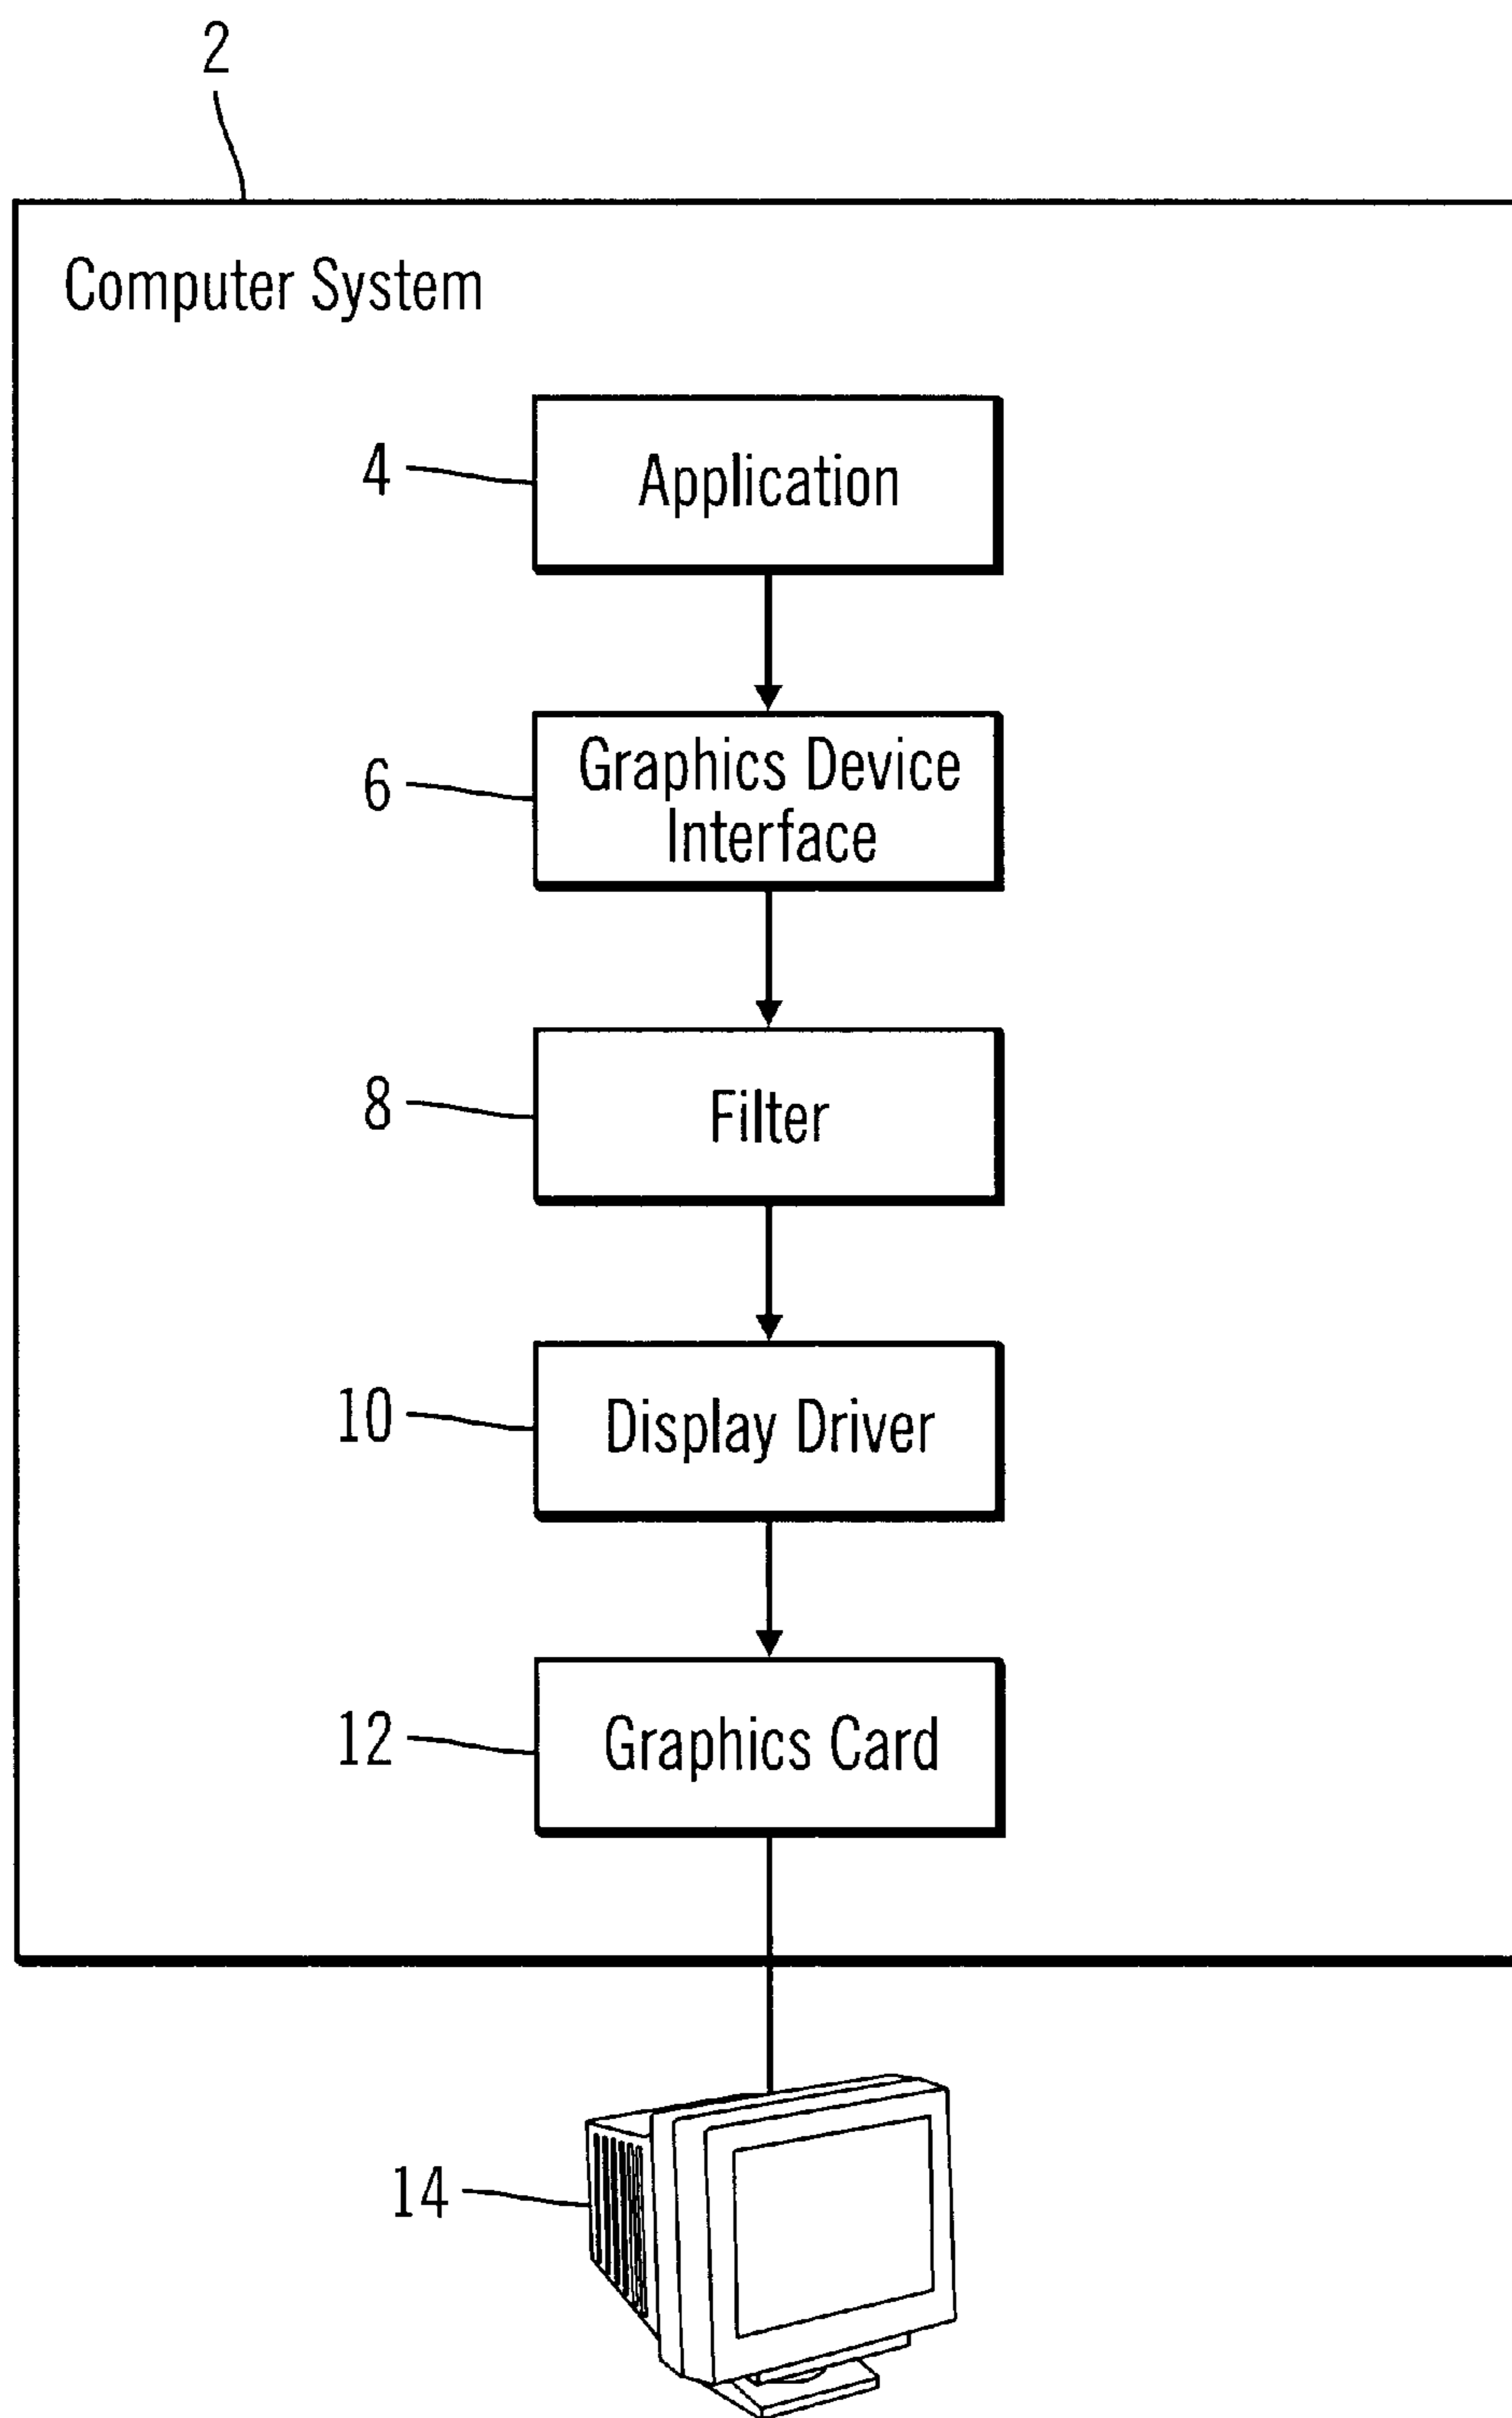 2
Computer System
4
Application
6
Graphics Device
Interface
8
Filter
10
Display Driver
12
Graphics Card
14